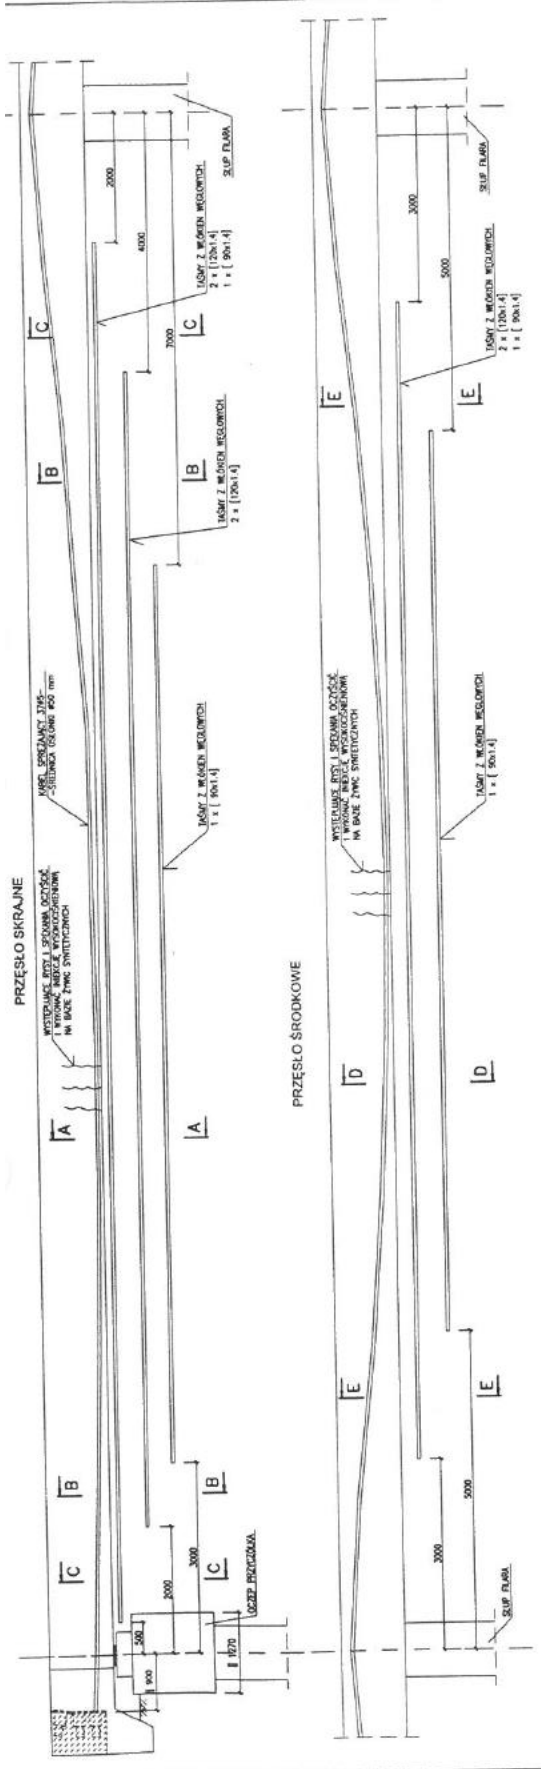 PRZĘSŁO SKRAJNE
KABEL SPRĘŻAJĄCY
WYSTĘPUJĄCE RYSY I SPĘKANIA OCZYŚCIĆ
I WYKONAĆ INIEKCJĘ WYSOKOCIŚNIENIOWĄ
NA BAZIE ŻYWIC SYNTETYCZNYCH
C
B
A
B
C
TAŚMY Z WŁÓKIEN WĘGLOWYCH
2 x [120x1.4]
1 x [ 90x1.4]
TAŚMY Z WŁÓKIEN WĘGLOWYCH
2 x [120x1.4]
TAŚMY Z WŁÓKIEN WĘGLOWYCH
1 x [ 90x1.4]
SŁUP FILARA
2000
4000
7000
C
B
A
B
C
500
900
2000
3000
1270
OCZEP PRZYCZÓŁKA
PRZĘSŁO ŚRODKOWE
WYSTĘPUJĄCE RYSY I SPĘKANIA OCZYŚCIĆ
I WYKONAĆ INIEKCJĘ WYSOKOCIŚNIENIOWĄ
NA BAZIE ŻYWIC SYNTETYCZNYCH
E
D
E
TAŚMY Z WŁÓKIEN WĘGLOWYCH
2 x [120x1.4]
1 x [ 90x1.4]
TAŚMY Z WŁÓKIEN WĘGLOWYCH
1 x [ 90x1.4]
SŁUP FILARA
3000
5000
E
D
E
3000
5000
SŁUP FILARA